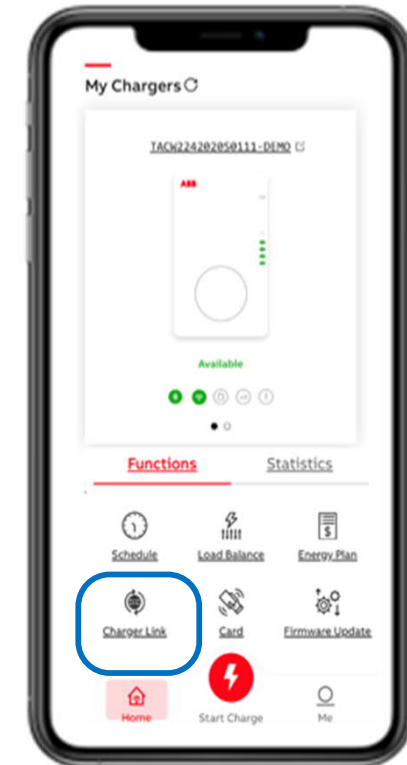 My Chargers
TACW224202050111-DEMO
ABB
Available
Functions
Statistics
Schedule
Load Balance
Energy Plan
Charger Link
Card
Firmware Update
Home
Start Charge
Me